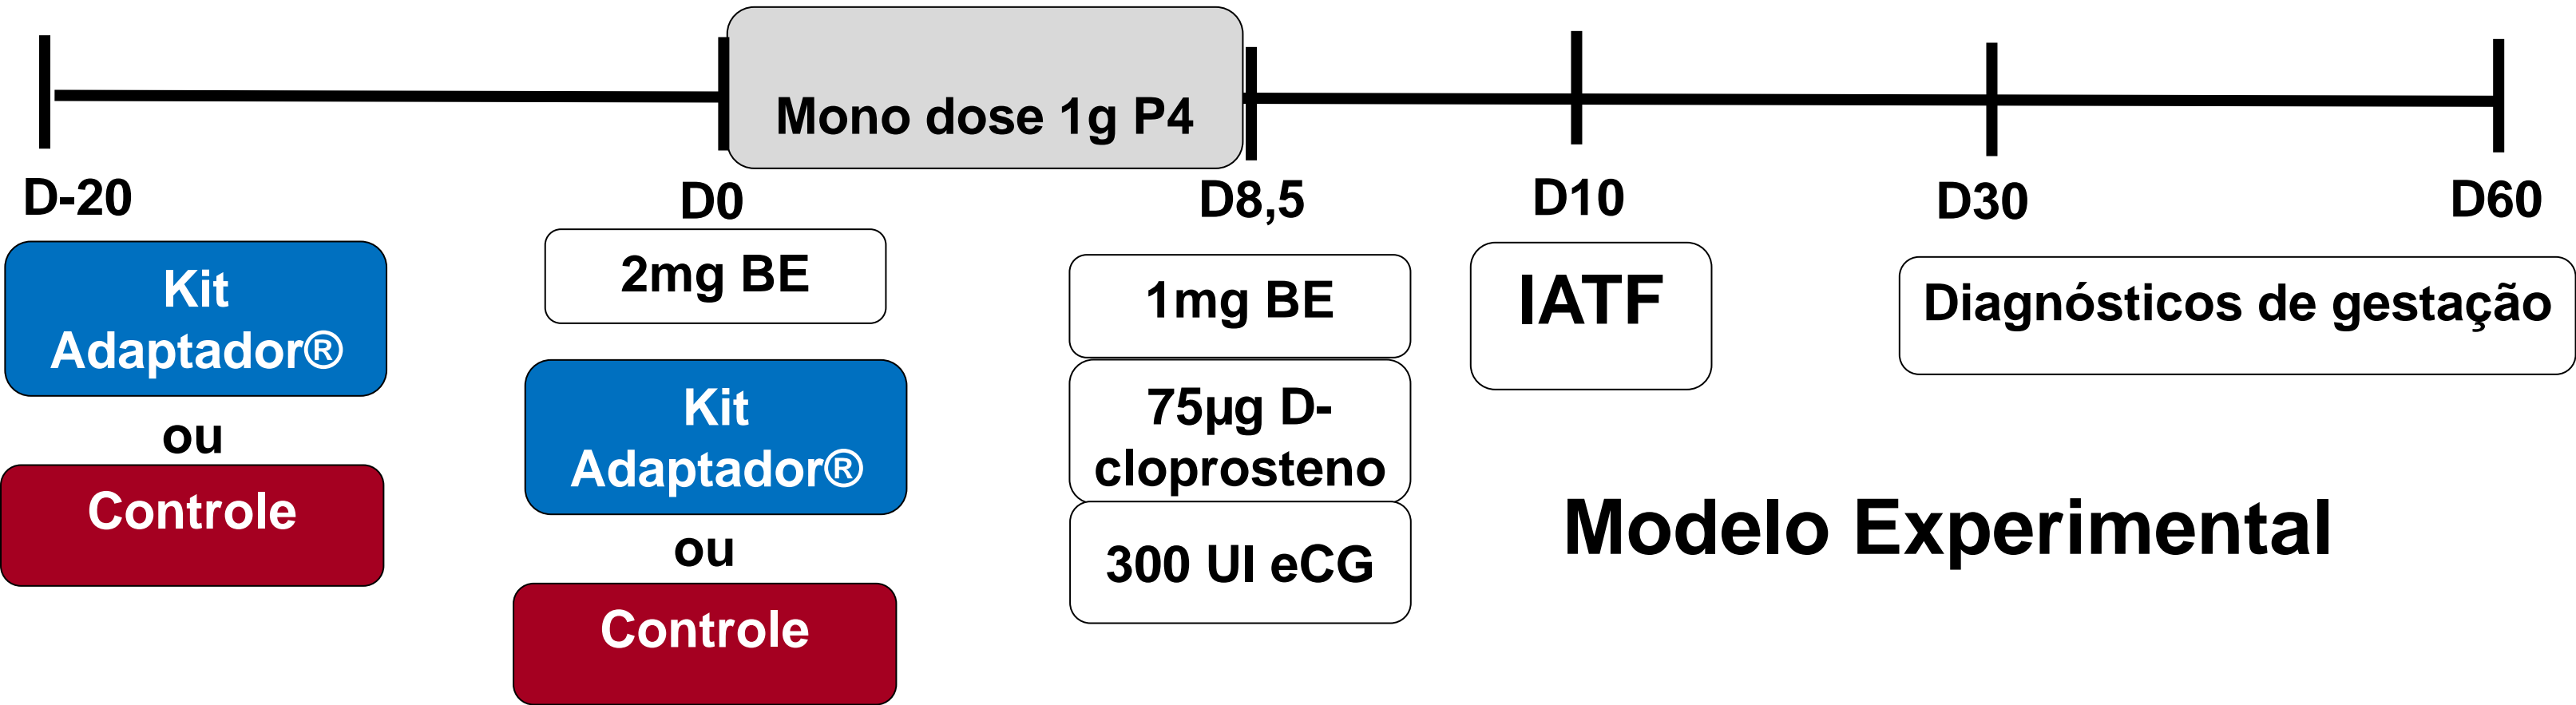 Mono dose 1g P4
D-20
D0
D8,5
D10
D30
D60
Kit
Adaptador®
ou
Controle
2mg BE
Kit
Adaptador®
ou
Controle
1mg BE
75µg D-
cloprosteno
300 UI eCG
IATF
Diagnósticos de gestação
Modelo Experimental